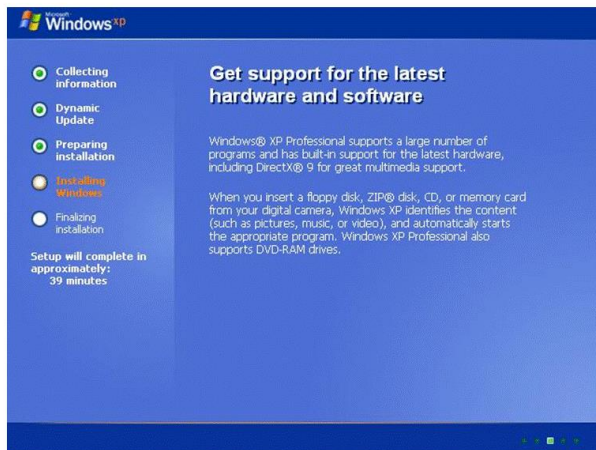 Microsoft
Windows xp
Collecting
information
Dynamic
Update
Preparing
installation
Installing
Windows
Finalizing
installation
Setup will complete in
approximately:
39 minutes
Get support for the latest
hardware and software
Windows® XP Professional supports a large number of
programs and has built-in support for the latest hardware,
including DirectX® 9 for great multimedia support.
When you insert a floppy disk, ZIP® disk, CD, or memory card
from your digital camera, Windows XP identifies the content
(such as pictures, music, or video), and automatically starts
the appropriate program. Windows XP Professional also
supports DVD-RAM drives.